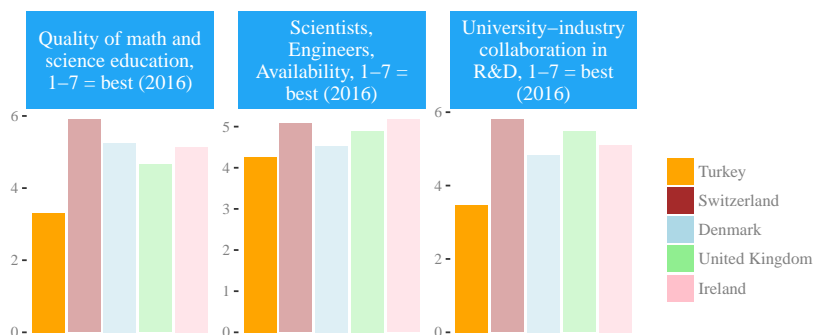 Quality of math and
science education,
1–7 = best (2016)
Scientists,
Engineers,
Availability, 1–7 =
best (2016)
University–industry
collaboration in
R&D, 1–7 = best
(2016)
6
4
2
0
5
4
3
2
1
0
6
4
2
0
Turkey
Switzerland
Denmark
United Kingdom
Ireland